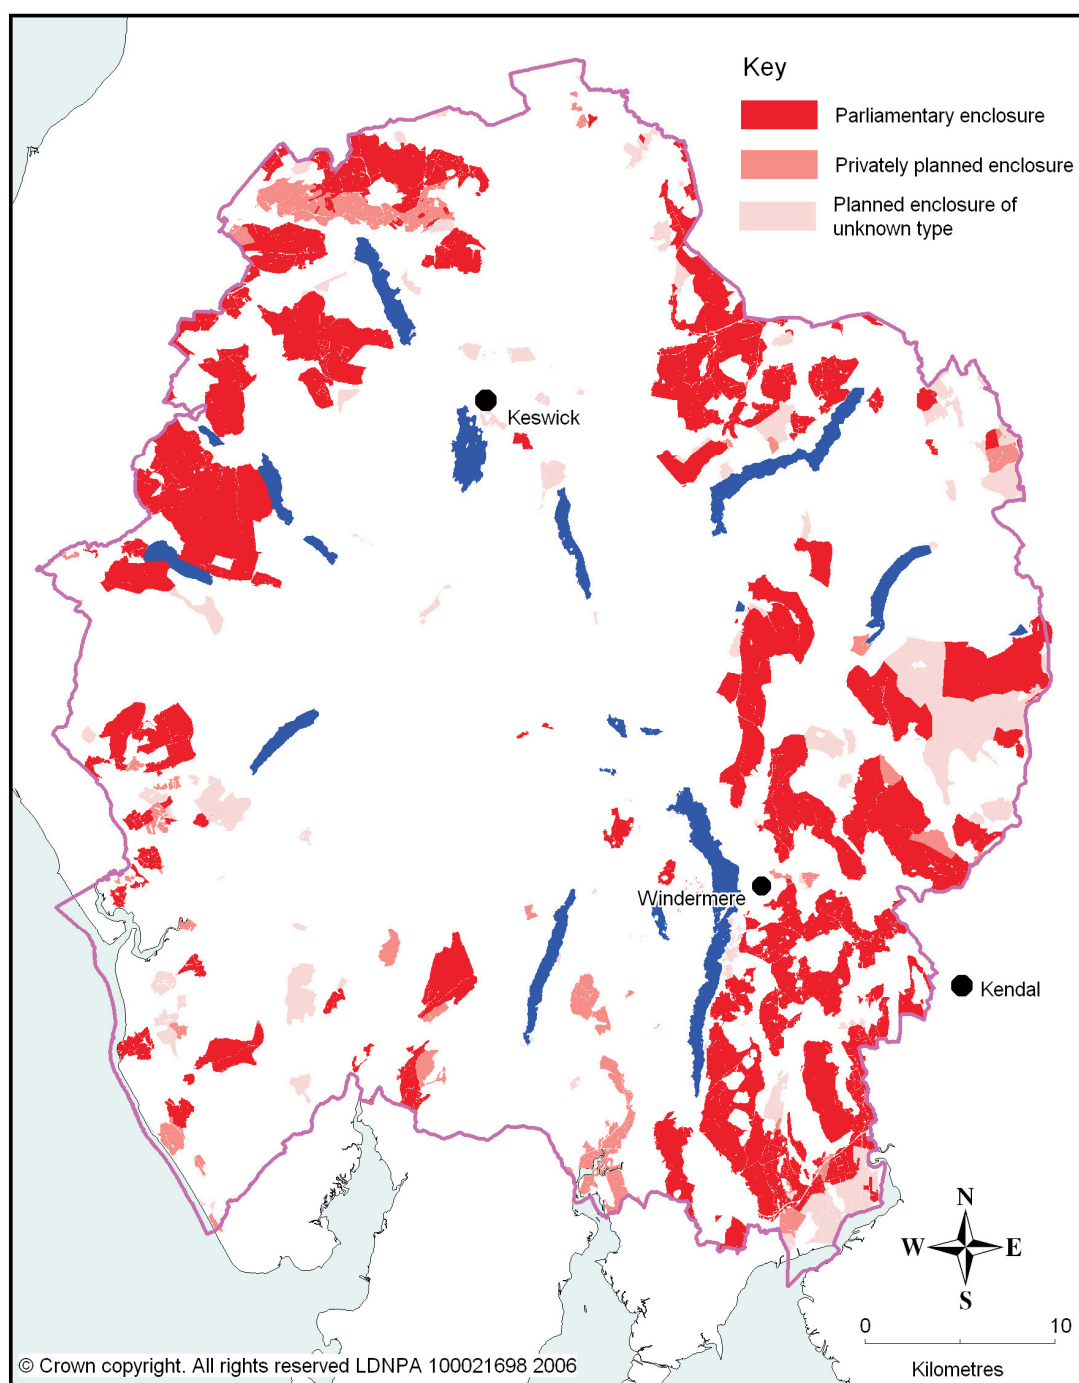 Key
Parliamentary enclosure
Privately planned enclosure
Planned enclosure of
unknown type
Keswick
Windermere
Kendal
N
W E
S
0 10
Kilometres
© Crown copyright. All rights reserved LDNPA 100021698 2006